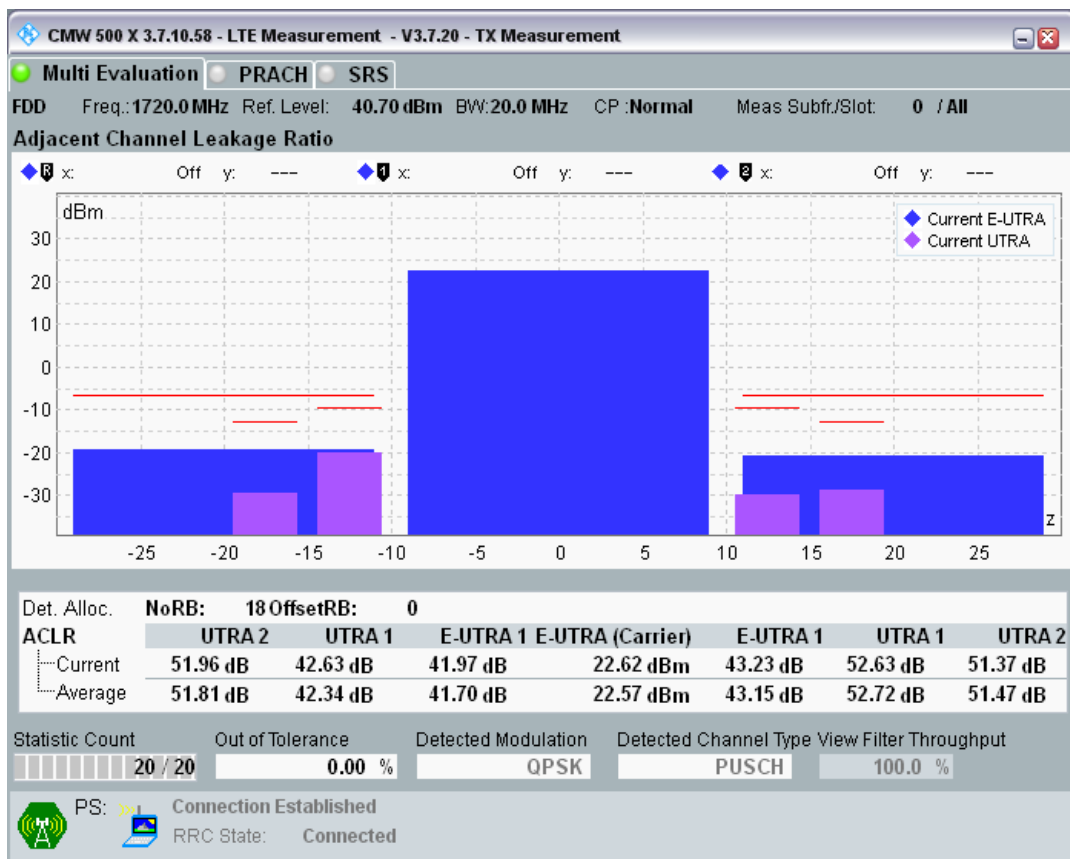 CMW 500 X 3.7.10.58 - LTE Measurement - V3.7.20 - TX Measurement
Multi Evaluation PRACH SRS
FDD Freq.:1720.0 MHz Ref. Level: 40.70 dBm BW:20.0 MHz CP :Normal Meas Subfr./Slot: 0 / All
Adjacent Channel Leakage Ratio
R x: Off y: --- 1 x: Off y: --- 2 x: Off y: ---
dBm
Current E-UTRA
Current UTRA
30
20
10
0
-10
-20
-30
z
-25 -20 -15 -10 -5 0 5 10 15 20 25
Det. Alloc. NoRB: 18 OffsetRB: 0
ACLR UTRA 2 UTRA 1 E-UTRA 1 E-UTRA (Carrier) E-UTRA 1 UTRA 1 UTRA 2
Current 51.96 dB 42.63 dB 41.97 dB 22.62 dBm 43.23 dB 52.63 dB 51.37 dB
Average 51.81 dB 42.34 dB 41.70 dB 22.57 dBm 43.15 dB 52.72 dB 51.47 dB
Statistic Count Out of Tolerance Detected Modulation Detected Channel Type View Filter Throughput
20 / 20 0.00 % QPSK PUSCH 100.0 %
PS: Connection Established
RRC State: Connected